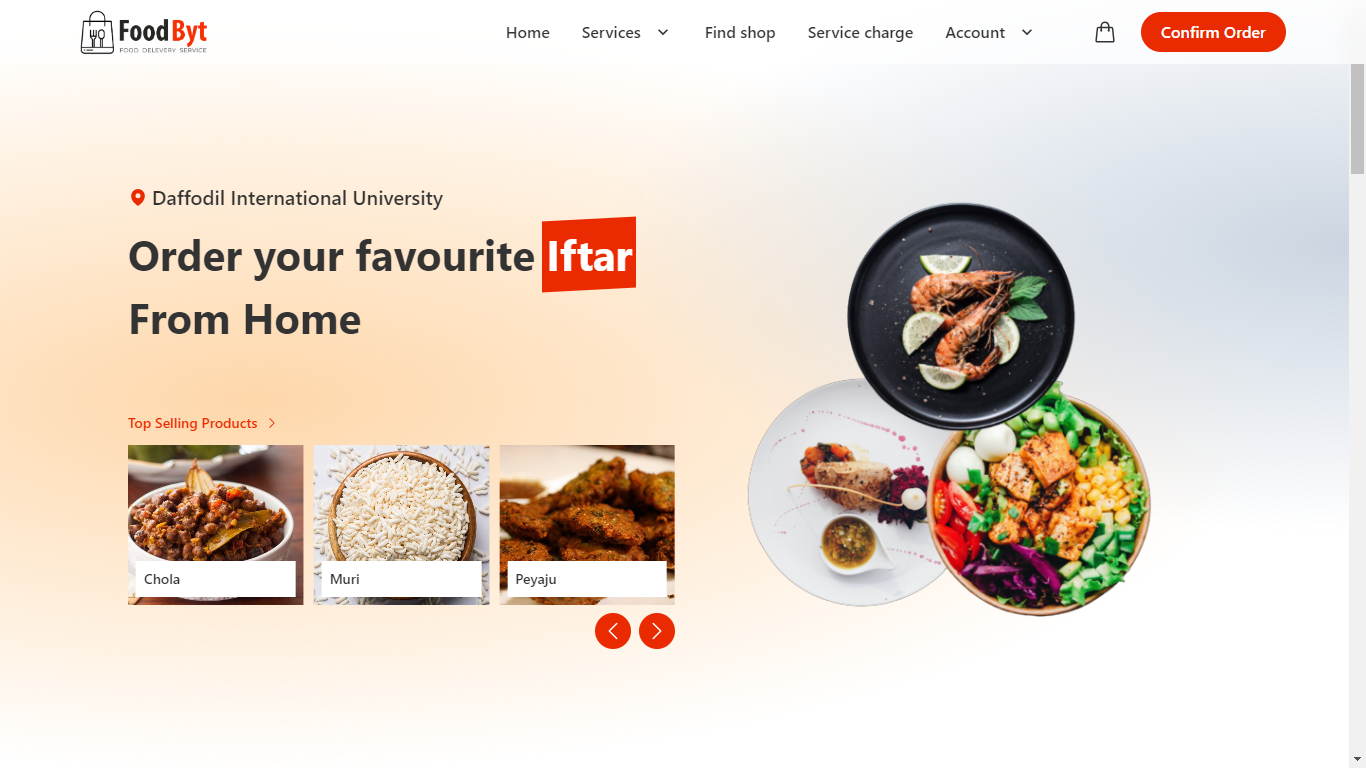 FoodByt
FOOD DELEVERY SERVICE
Home
Services
Find shop
Service charge
Account
Confirm Order
Daffodil International University
Order your favourite Iftar
From Home
Top Selling Products
Chola
Muri
Peyaju